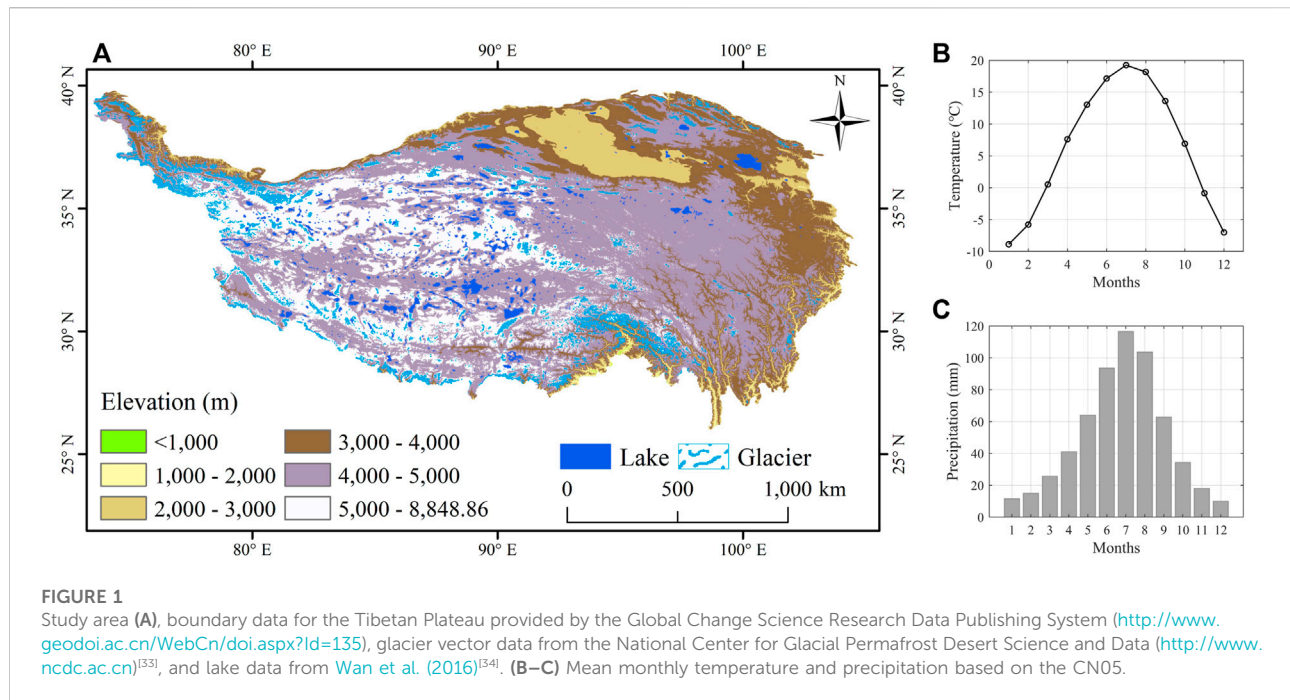 A
80° E
90° E
100° E
40° N
35° N
30° N
25° N
40° N
35° N
30° N
25° N
N
Elevation (m)
<1,000
1,000 - 2,000
2,000 - 3,000
3,000 - 4,000
4,000 - 5,000
5,000 - 8,848.86
Lake
Glacier
0
500
1,000 km
80° E
90° E
100° E
B
20
15
10
5
0
-5
-10
Temperature (°C)
0
2
4
6
8
10
12
Months
C
120
100
80
60
40
20
0
Precipitation (mm)
1 2 3 4 5 6 7 8 9 10 11 12
Months
FIGURE 1
Study area (A), boundary data for the Tibetan Plateau provided by the Global Change Science Research Data Publishing System (http://www.
geodoi.ac.cn/WebCn/doi.aspx?Id=135), glacier vector data from the National Center for Glacial Permafrost Desert Science and Data (http://www.
ncdc.ac.cn)[33], and lake data from Wan et al. (2016)[34]. (B–C) Mean monthly temperature and precipitation based on the CN05.